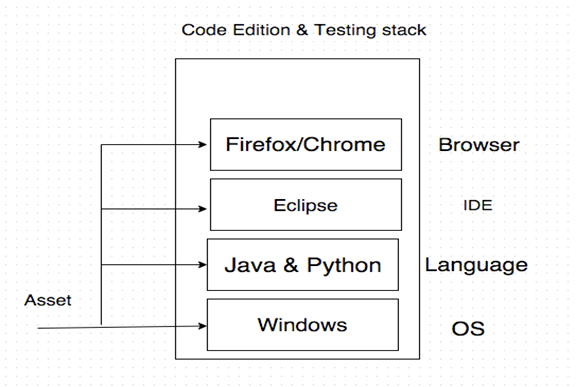 Code Edition & Testing stack
Firefox/Chrome
Browser
Eclipse
IDE
Java & Python
Language
Asset
Windows
OS